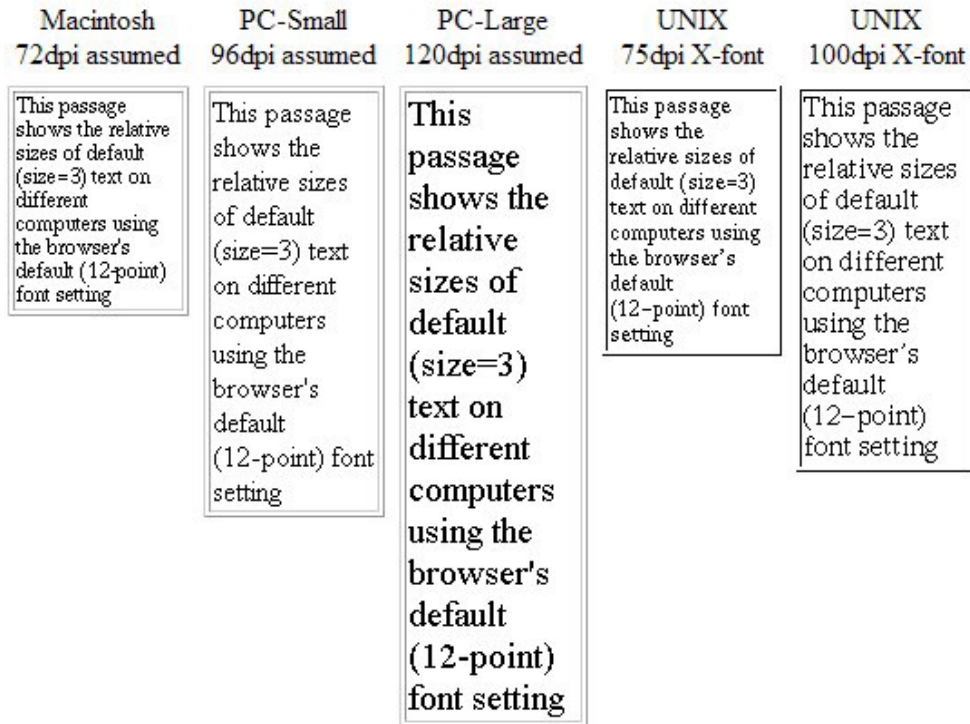 Macintosh
72dpi assumed
This passage
shows the relative
sizes of default
(size=3) text on
different
computers using
the browser's
default (12-point)
font setting
PC-Small
96dpi assumed
This passage
shows the
relative sizes
of default
(size=3) text
on different
computers
using the
browser's
default
(12-point) font
setting
PC-Large
120dpi assumed
This
passage
shows the
relative
sizes of
default
(size=3)
text on
different
computers
using the
browser's
default
(12-point)
font setting
UNIX
75dpi X-font
This passage
shows the
relative sizes of
default (size=3)
text on different
computers using
the browser's
default
(12-point) font
setting
UNIX
100dpi X-font
This passage
shows the
relative sizes
of default
(size=3) text
on different
computers
using the
browser's
default
(12-point)
font setting